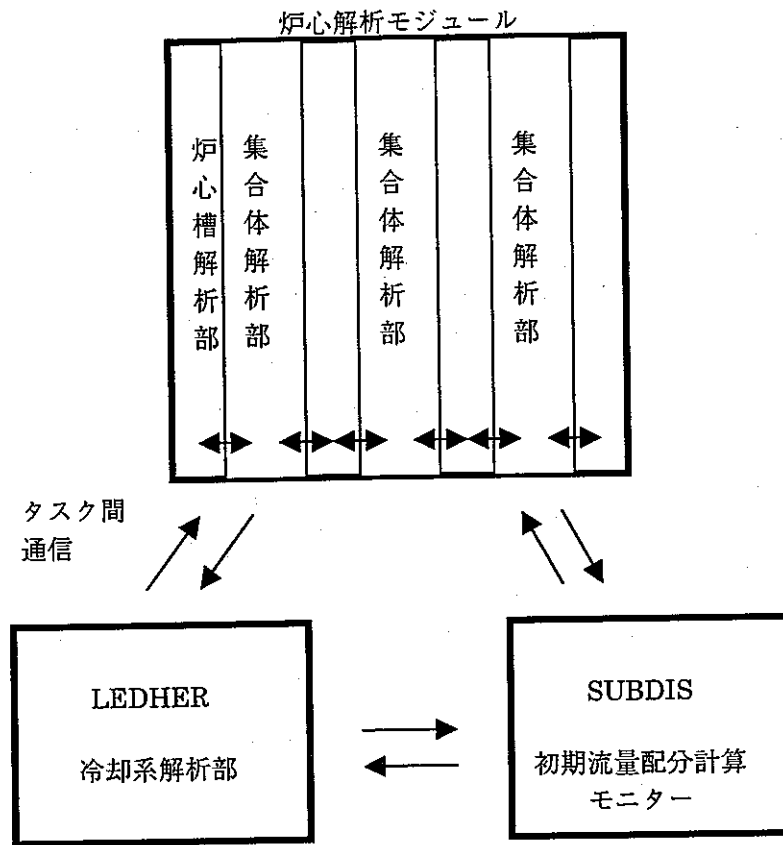 炉心解析モジュール
炉心槽解析部
集合体解析部
集合体解析部
集合体解析部
タスク間
通信
LEDHER
冷却系解析部
SUBDIS
初期流量配分計算
モニター